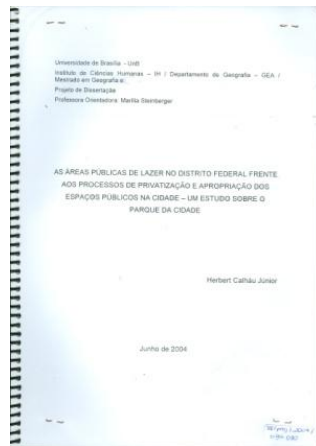 Universidade de Brasília - UnB
Instituto de Ciências Humanas – IH / Departamento de Geografia – GEA /
Mestrado em Geografia
Projeto de Dissertação
Professora Orientadora: Marília Steinberger
AS ÁREAS PÚBLICAS DE LAZER NO DISTRITO FEDERAL FRENTE
AOS PROCESSOS DE PRIVATIZAÇÃO E APROPRIAÇÃO DOS
ESPAÇOS PÚBLICOS NA CIDADE – UM ESTUDO SOBRE O
PARQUE DA CIDADE
Herbert Calhãu Júnior
Junho de 2004